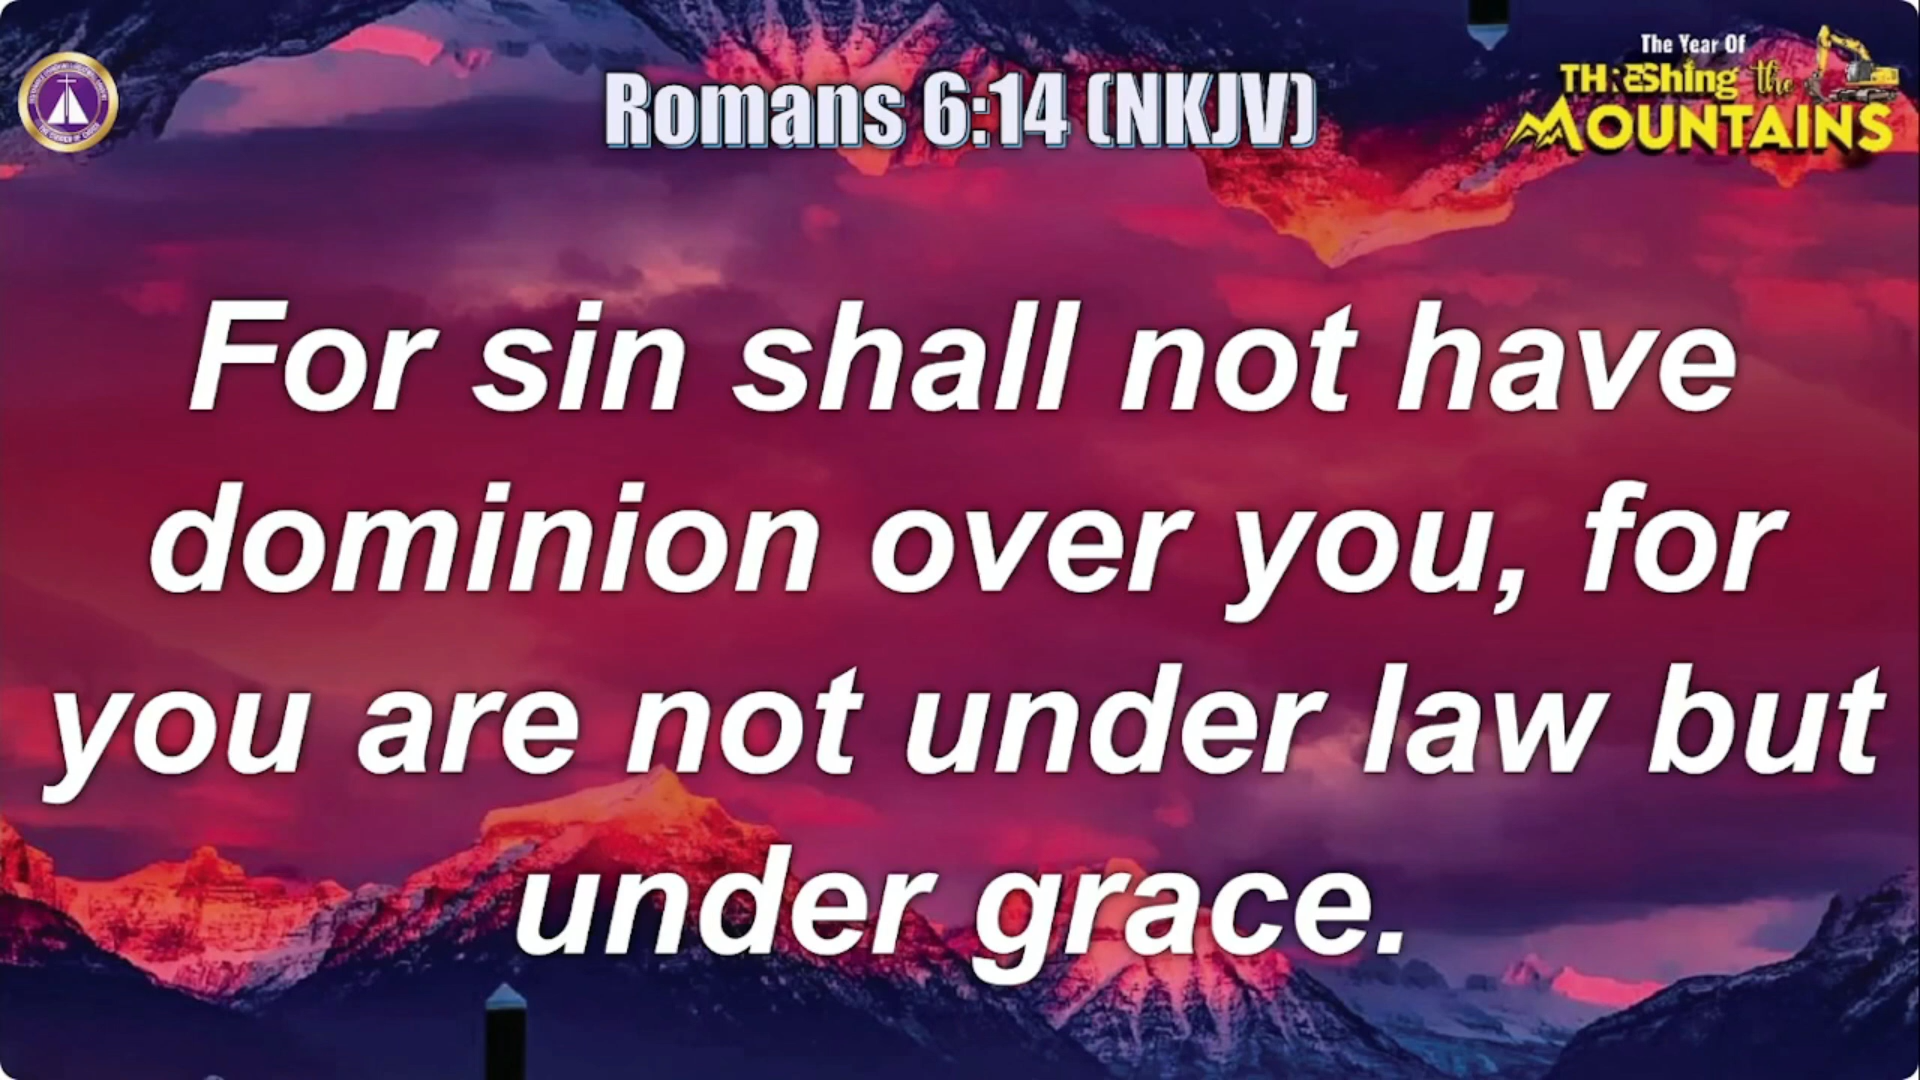 Romans 6:14 (NKJV)
The Year Of
THRESHING the
MOUNTAINS
For sin shall not have
dominion over you, for
you are not under law but
under grace.